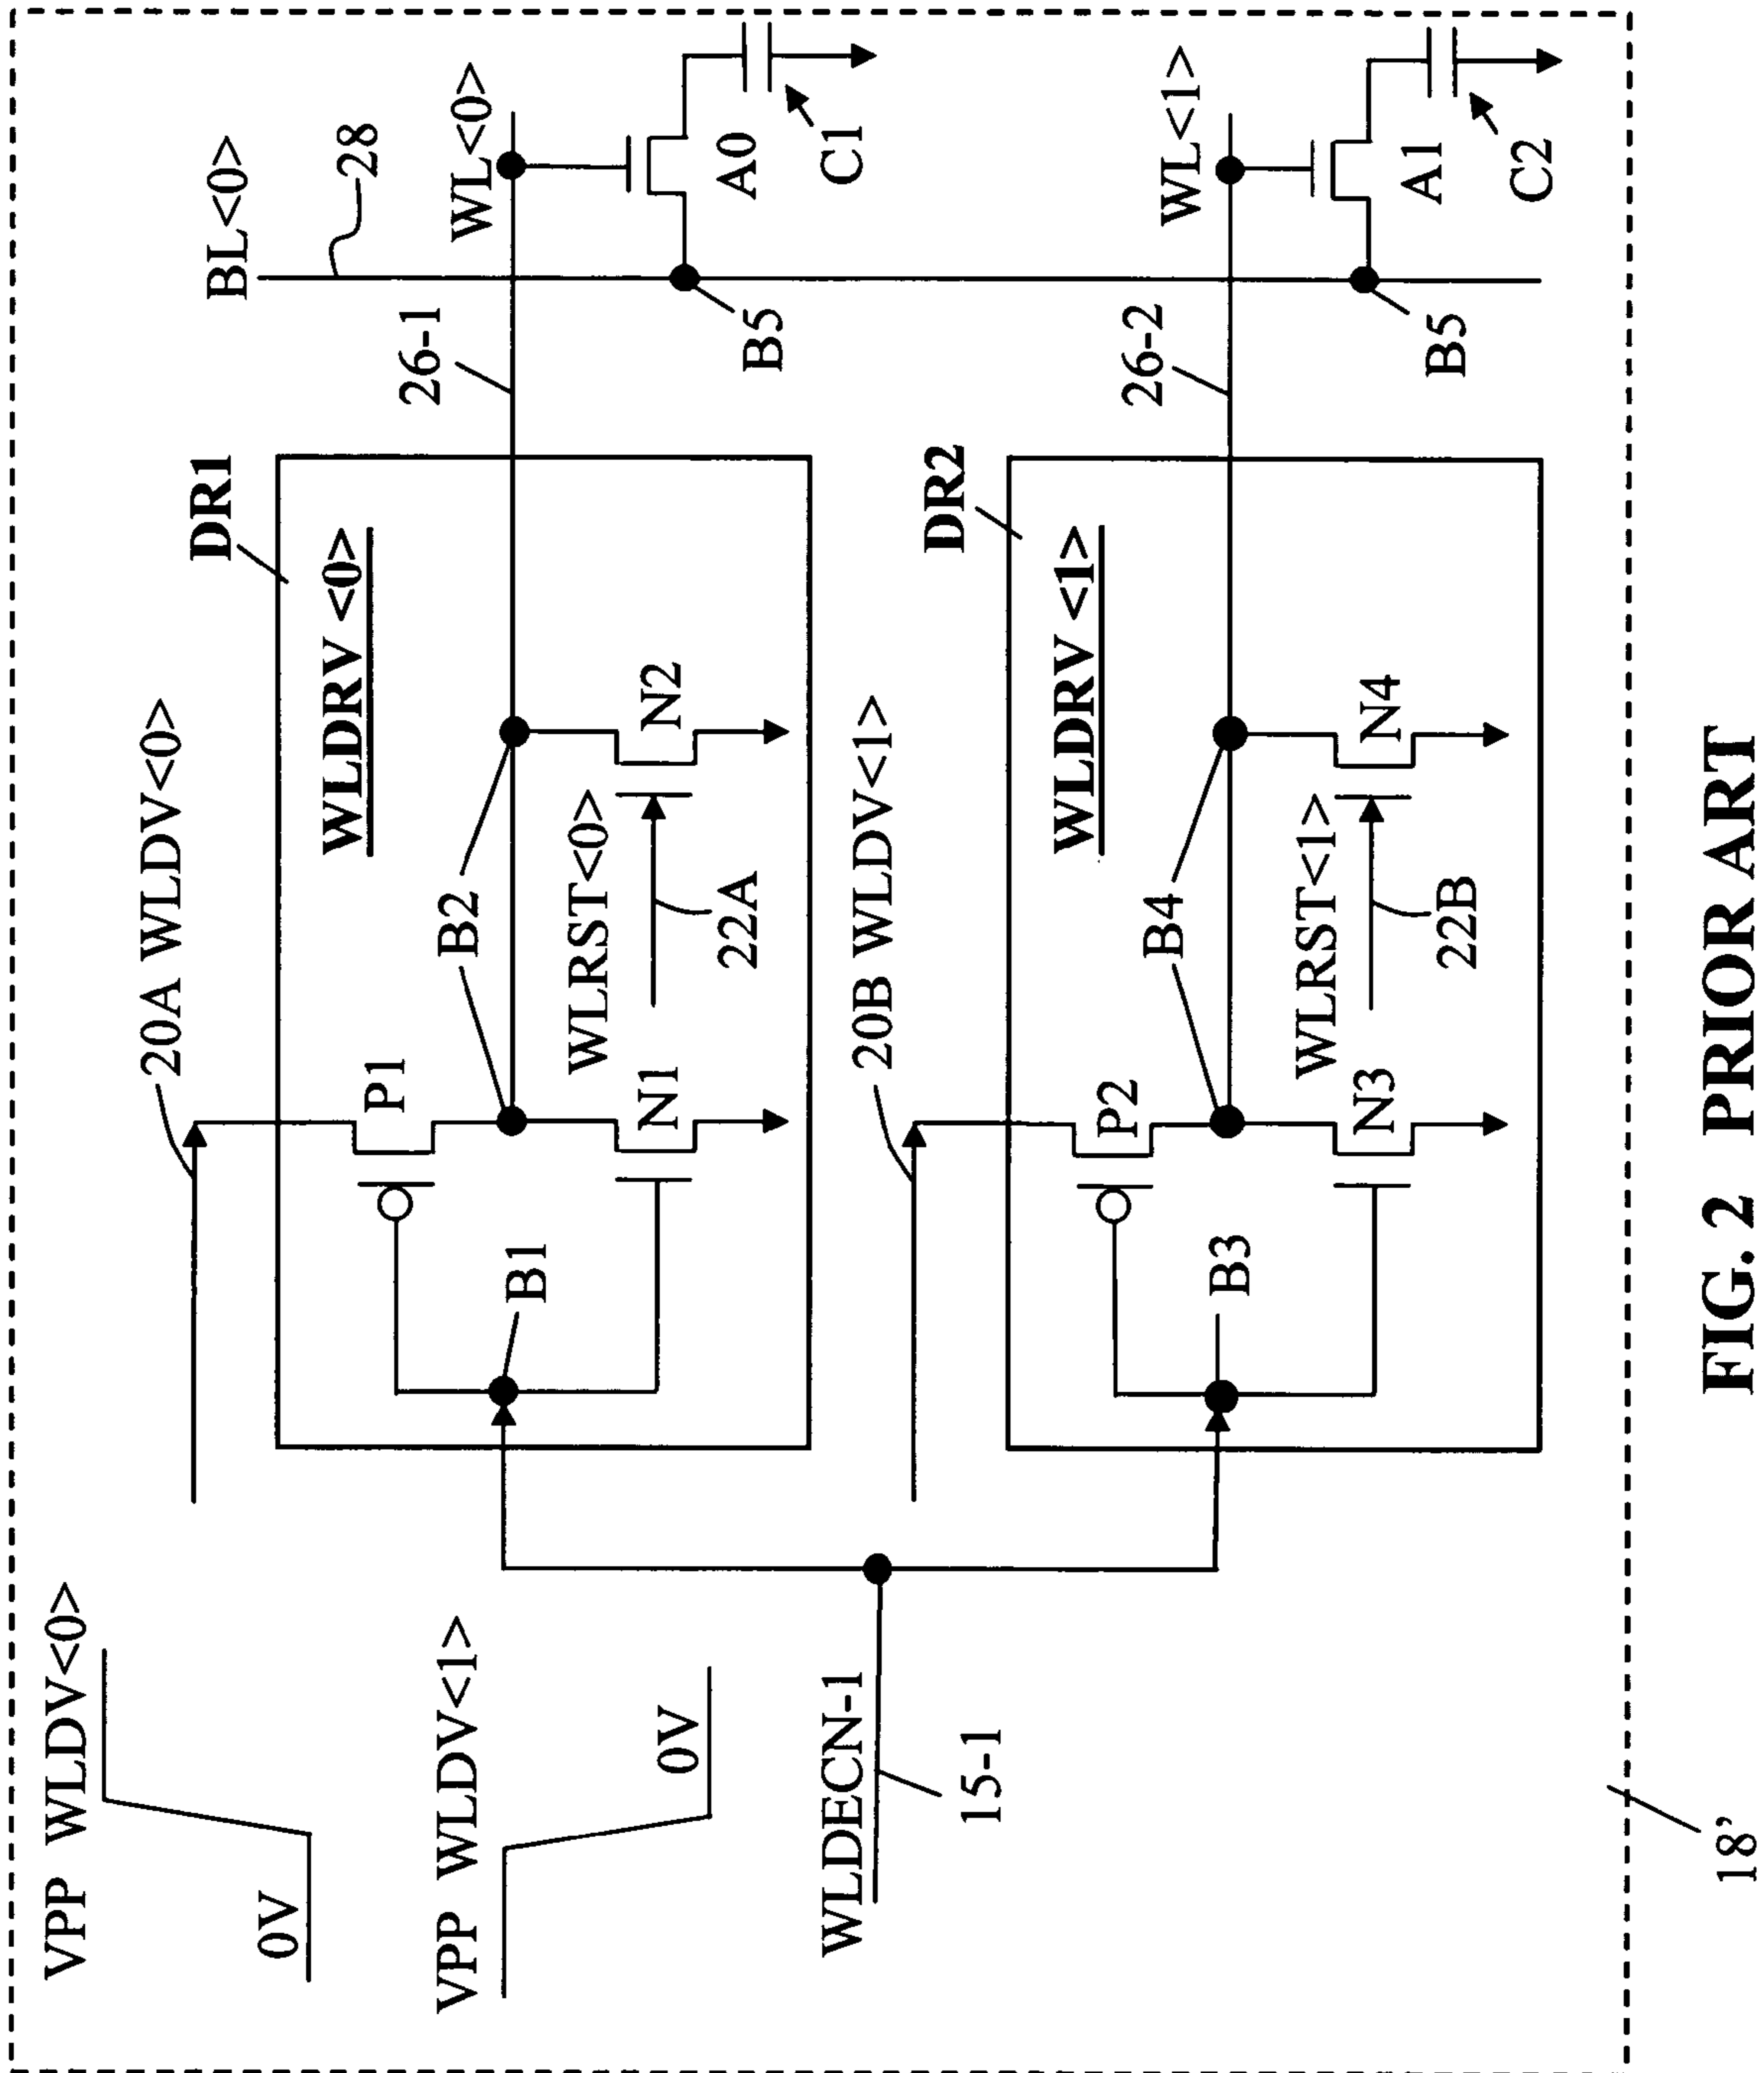 VPP WLDV<0>
0V
VPP WLDV<1>
0V
WLDECN-1
15-1
20A WLDV<0>
DR1
WLDRV <0>
P1
B1
B2
N1
WLRST<0>
22A
N2
26-1
BL<0>
28
WL<0>
A0
C1
B5
20B WLDV<1>
DR2
WLDRV <1>
P2
B3
B4
N3
WLRST<1>
22B
N4
26-2
WL<1>
A1
C2
B5
18'
FIG. 2 PRIOR ART